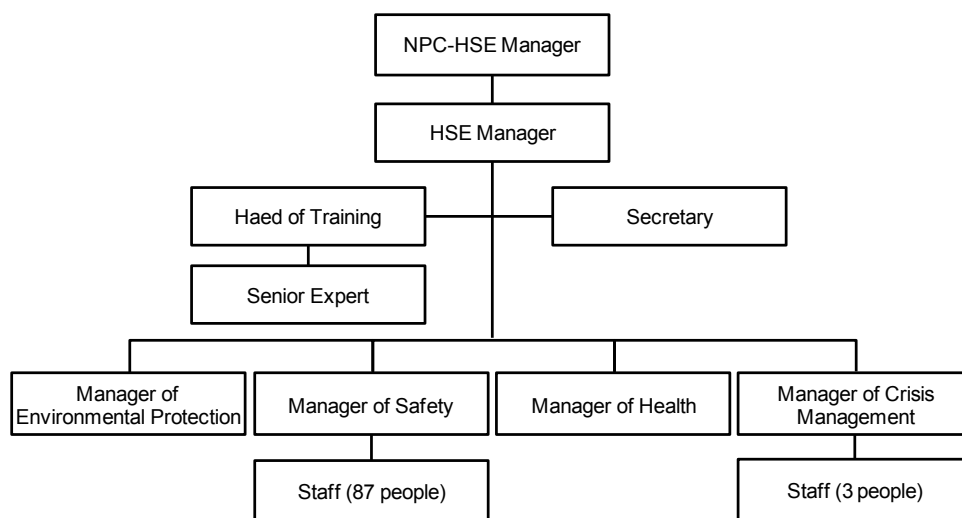 NPC-HSE Manager
HSE Manager
Haed of Training
Secretary
Senior Expert
Manager of
Environmental Protection
Manager of Safety
Manager of Health
Manager of Crisis
Management
Staff (87 people)
Staff (3 people)